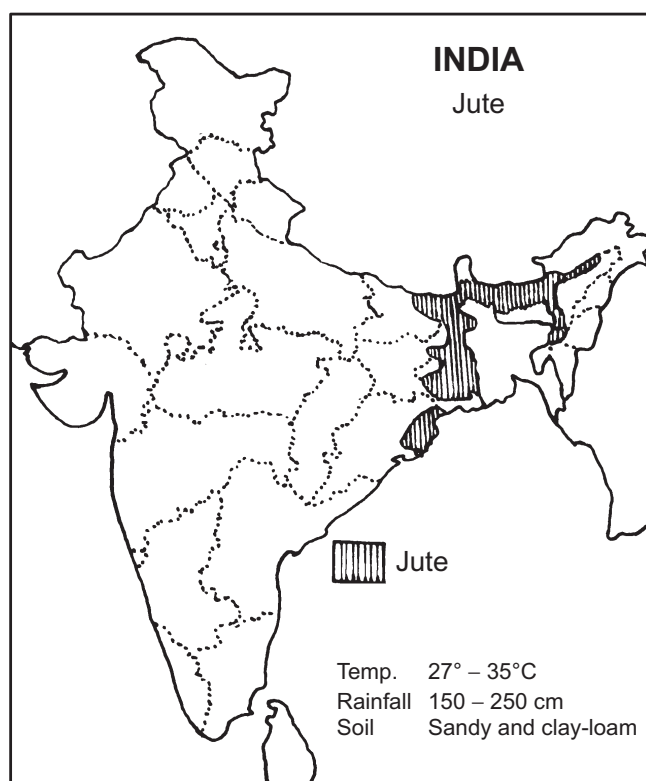 INDIA
Jute
Jute
Temp. 27° – 35°C
Rainfall 150 – 250 cm
Soil Sandy and clay-loam